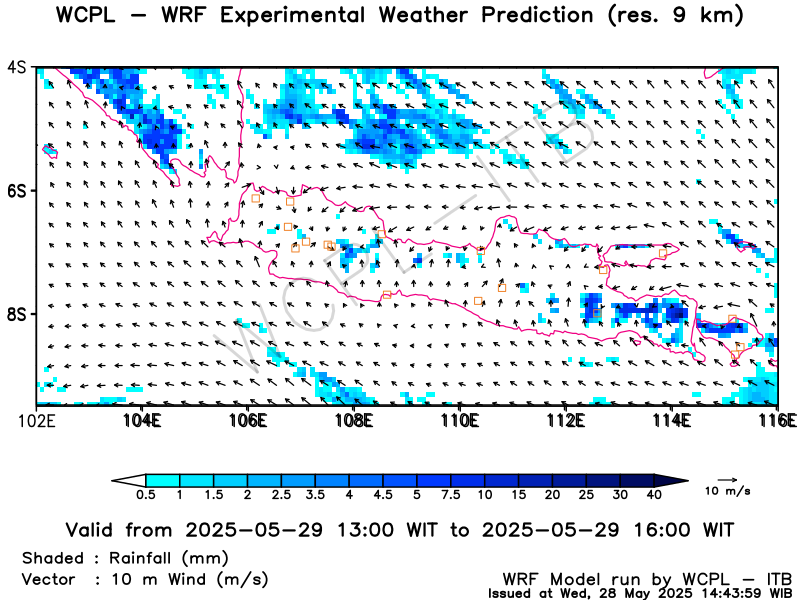 WCPL – WRF Experimental Weather Prediction (res. 9 km)
4S
6S
8S
102E 104E 106E 108E 110E 112E 114E 116E
WCPL–ITB
0.5 1 1.5 2 2.5 3.5 4 4.5 5 7.5 10 15 20 25 30 40
10 m/s
Valid from 2025-05-29 13:00 WIT to 2025-05-29 16:00 WIT
Shaded : Rainfall (mm)
Vector : 10 m Wind (m/s)
WRF Model run by WCPL – ITB
Issued at Wed, 28 May 2025 14:43:59 WIB